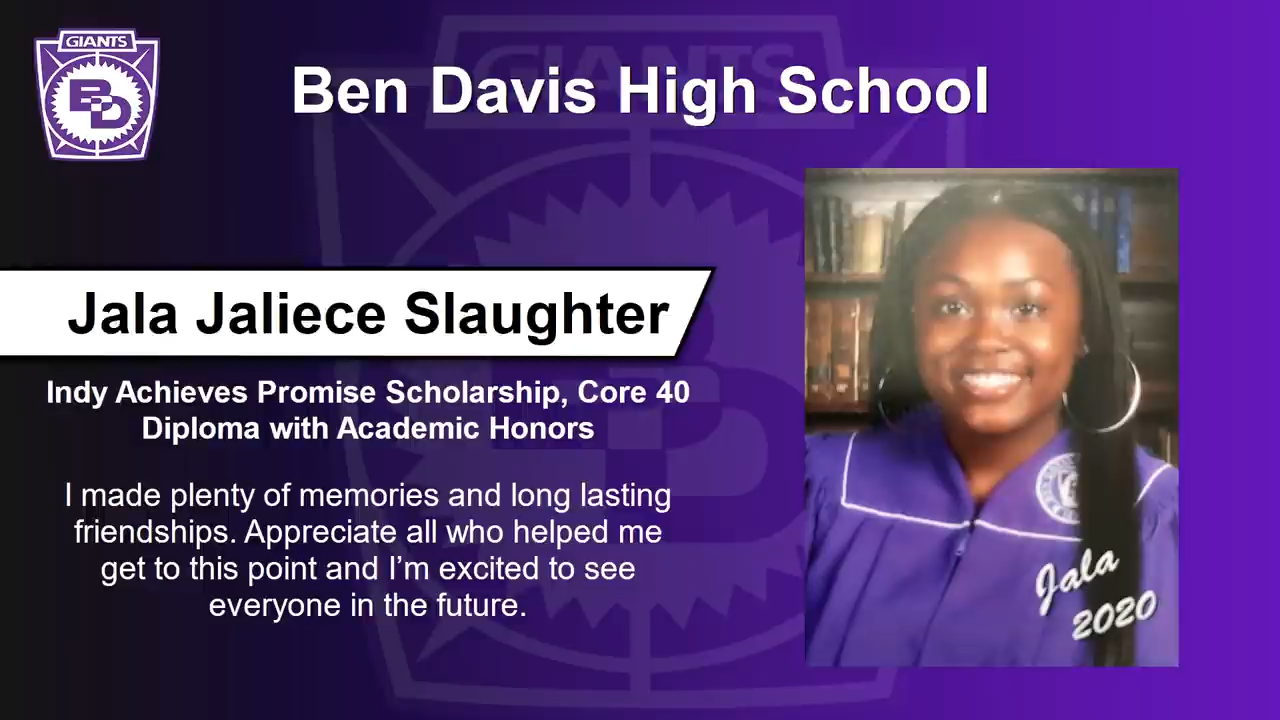 GIANTS
BD
Ben Davis High School
GIANTS
Jala Jaliece Slaughter
Indy Achieves Promise Scholarship, Core 40
Diploma with Academic Honors
I made plenty of memories and long lasting
friendships. Appreciate all who helped me
get to this point and I’m excited to see
everyone in the future.
Jala
2020